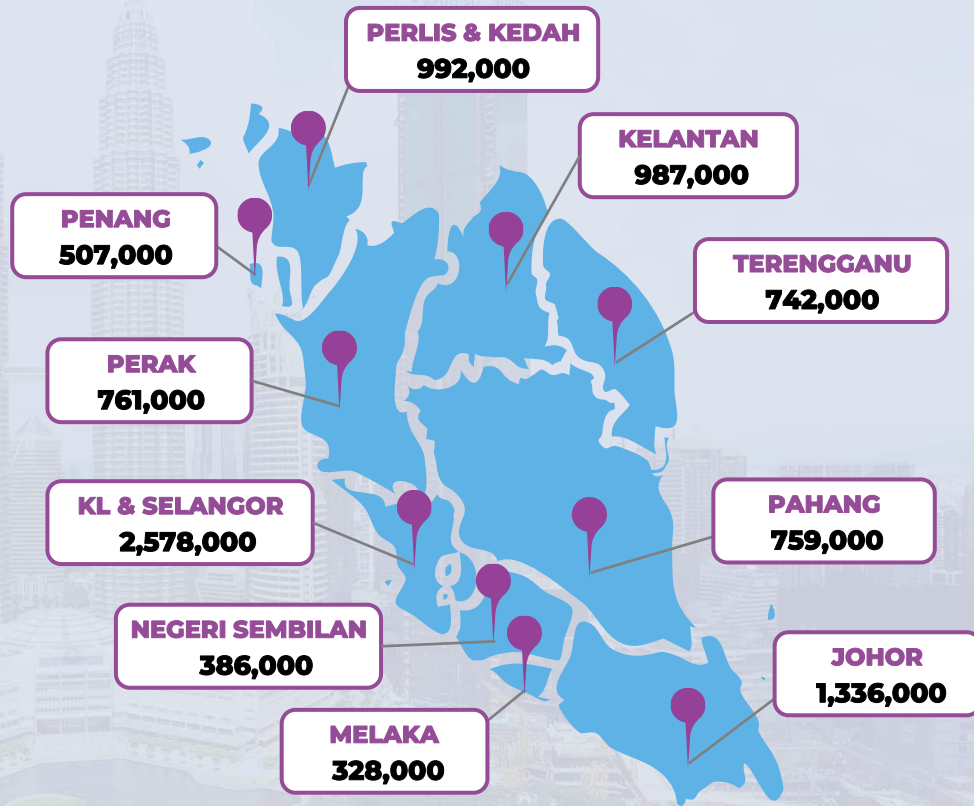 PERLIS & KEDAH
992,000
KELANTAN
987,000
PENANG
507,000
TERENGGANU
742,000
PERAK
761,000
KL & SELANGOR
2,578,000
PAHANG
759,000
NEGERI SEMBILAN
386,000
JOHOR
1,336,000
MELAKA
328,000